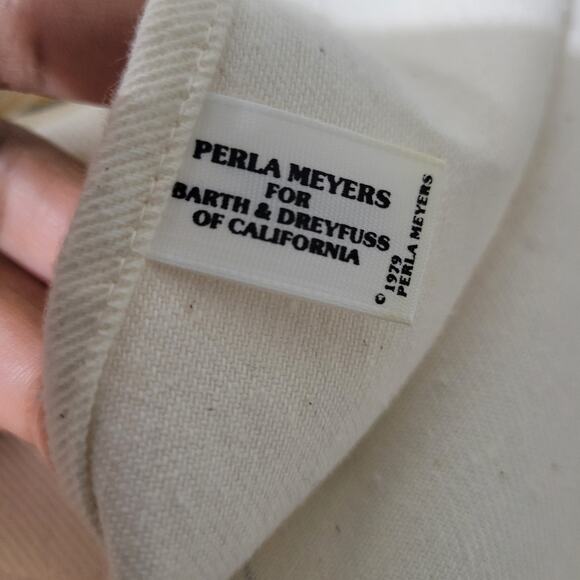 PERLA MEYERS
FOR
BARTH & DREYFUSS
OF CALIFORNIA
© 1979
PERLA MEYERS